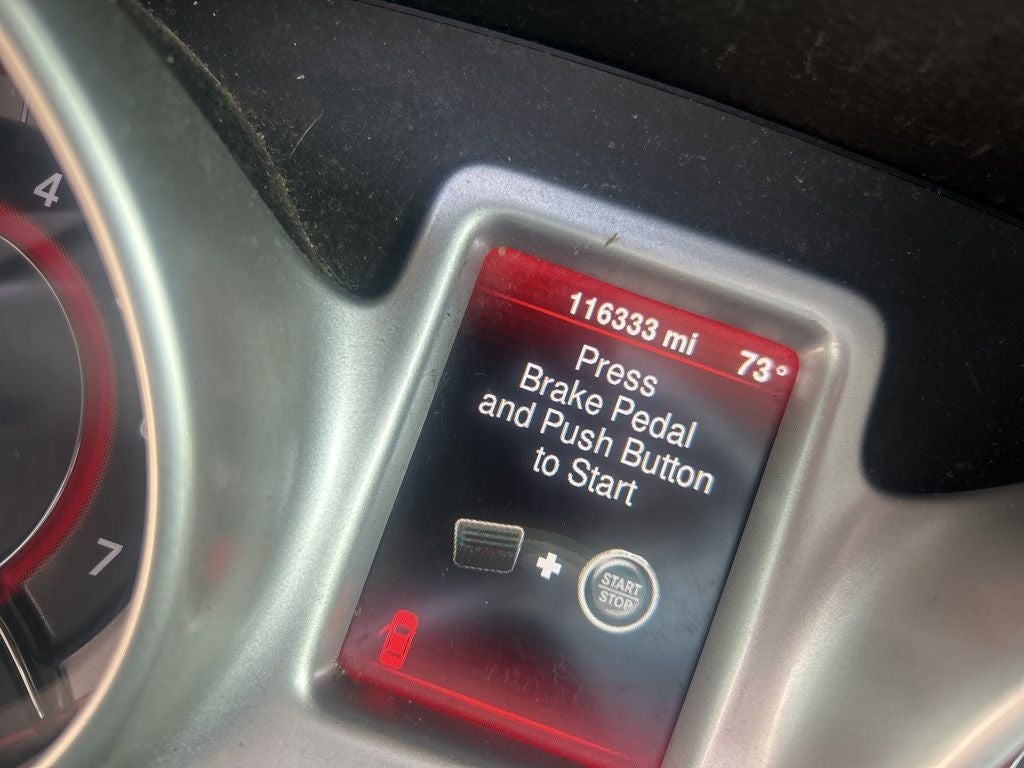 4
7
116333 mi
73°
Press
Brake Pedal
and Push Button
to Start
START
STOP